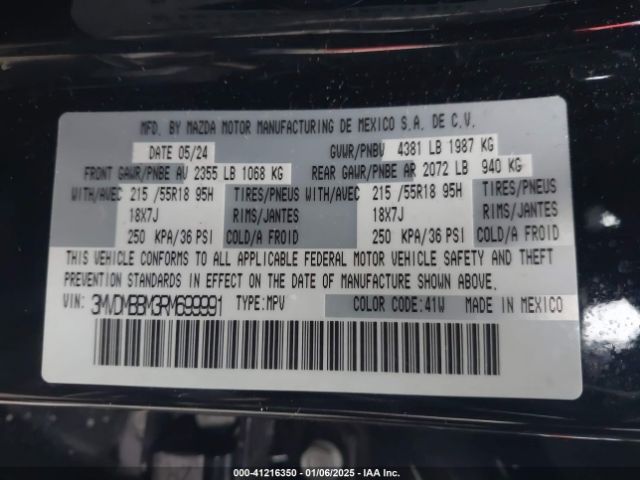 MFD. BY MAZDA MOTOR MANUFACTURING DE MEXICO S.A. DE C.V.
DATE 05/24 GVWR/PNBV 4381 LB 1987 KG
FRONT GAWR/PNBE AV 2355 LB 1068 KG REAR GAWR/PNBE AR 2072 LB 940 KG
WITH/AVEC 215 /55R18 95H TIRES/PNEUS WITH/AVEC 215 /55R18 95H TIRES/PNEUS
18X7J RIMS/JANTES 18X7J RIMS/JANTES
250 KPA/36 PSI COLD/A FROID 250 KPA/36 PSI COLD/A FROID
THIS VEHICLE CONFORMS TO ALL APPLICABLE FEDERAL MOTOR VEHICLE SAFETY AND THEFT
PREVENTION STANDARDS IN EFFECT ON THE DATE OF MANUFACTURE SHOWN ABOVE.
VIN: 3MVDMBBM3RM699991 TYPE:MPV COLOR CODE:41W MADE IN MEXICO
000-41216350 - 01/06/2025 - IAA Inc.